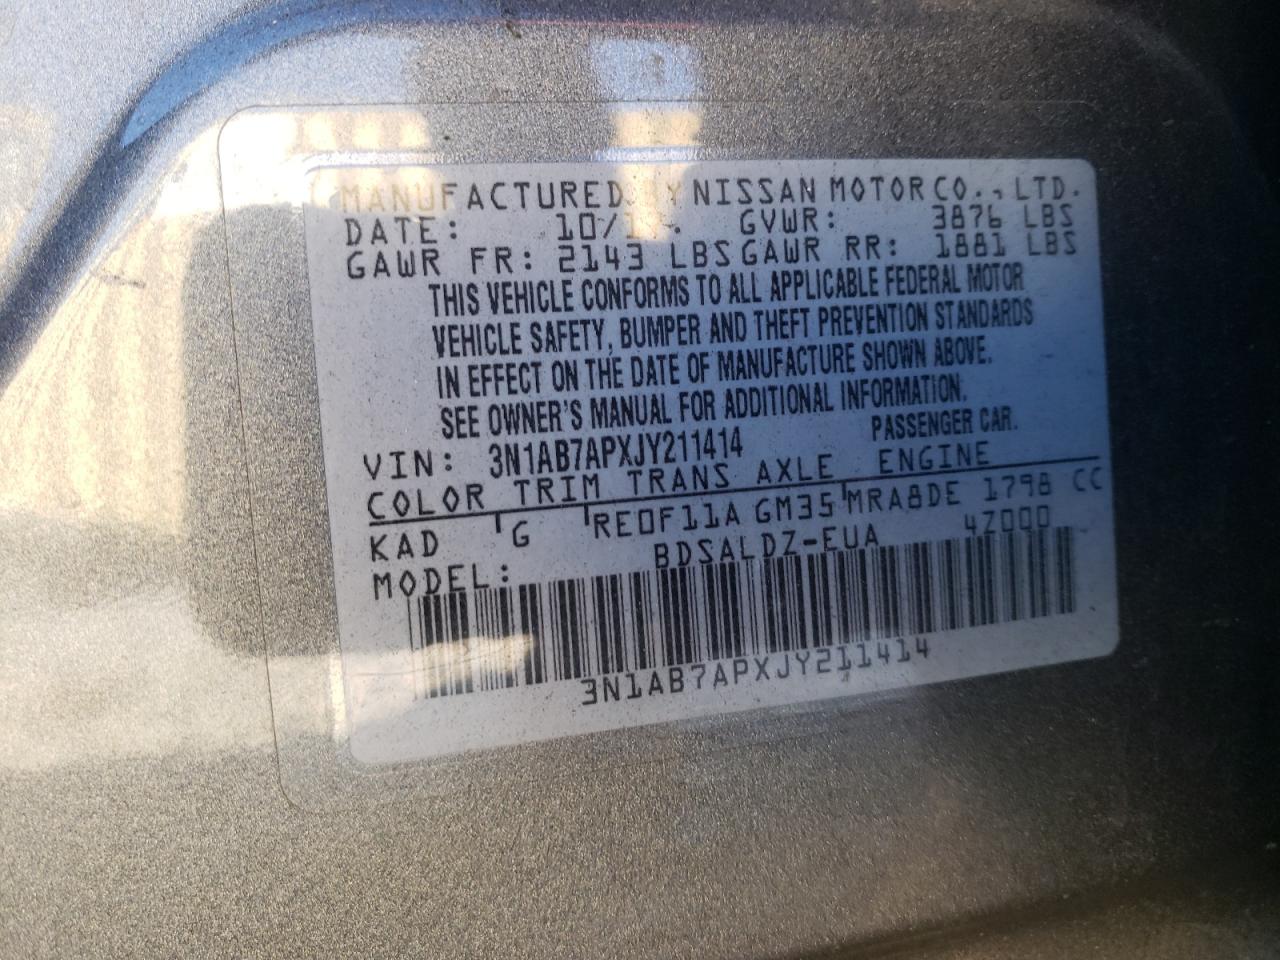 MANUFACTURED BY NISSAN MOTOR CO., LTD.
DATE: GVWR: 3876 LBS
GAWR FR: 2143 LBS GAWR RR: 1881 LBS
THIS VEHICLE CONFORMS TO ALL APPLICABLE FEDERAL MOTOR
VEHICLE SAFETY, BUMPER AND THEFT PREVENTION STANDARDS
IN EFFECT ON THE DATE OF MANUFACTURE SHOWN ABOVE.
SEE OWNER'S MANUAL FOR ADDITIONAL INFORMATION.
VIN: 3N1AB7APXJY211414 PASSENGER CAR.
COLOR TRIM TRANS AXLE ENGINE
KAD G RE0F11A GM35 MRA8DE 1798 CC
MODEL: BDSALDZ-EUA 4Z000
3N1AB7APXJY211414